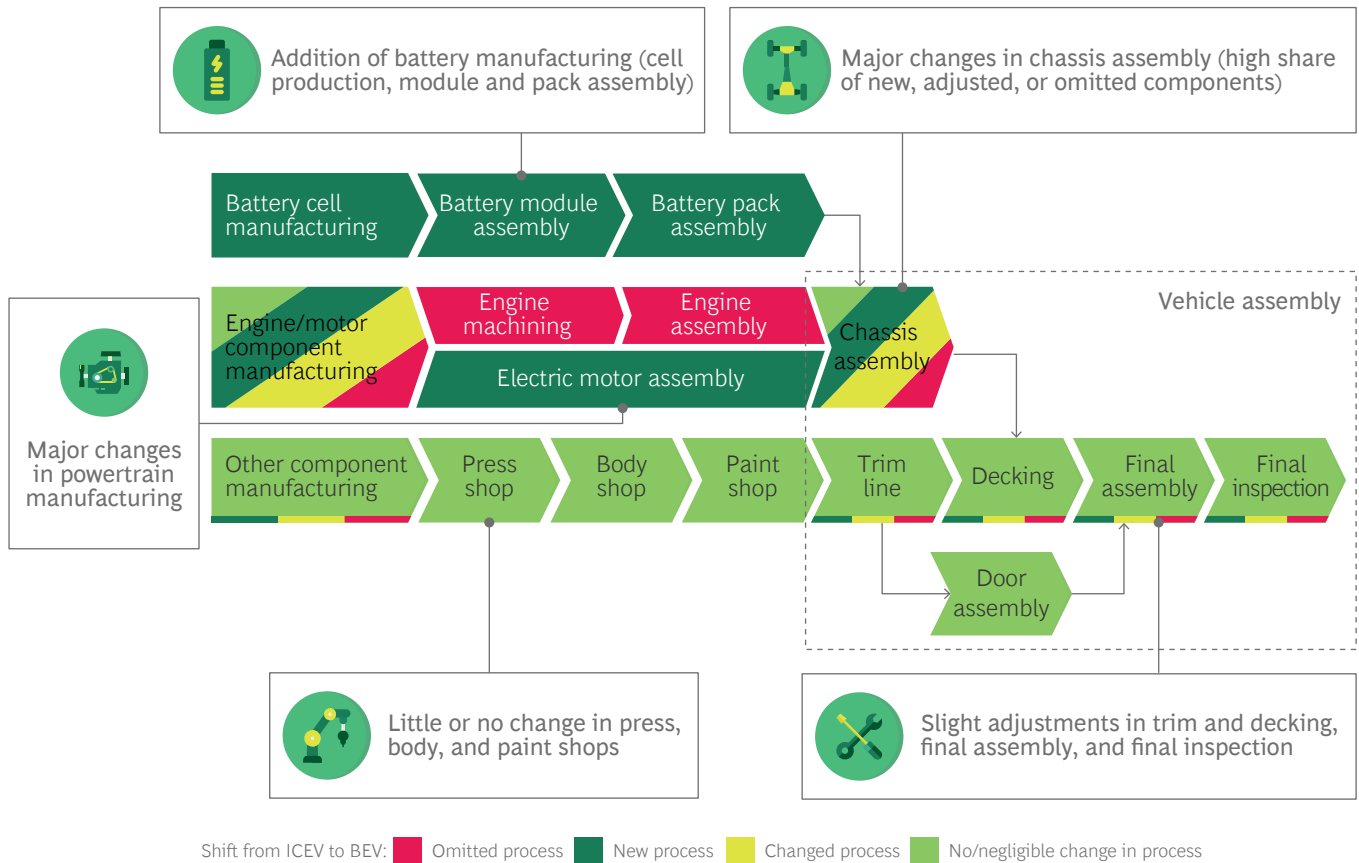 Addition of battery manufacturing (cell
production, module and pack assembly)
Major changes in chassis assembly (high share
of new, adjusted, or omitted components)
Battery cell
manufacturing
Battery module
assembly
Battery pack
assembly
Vehicle assembly
Engine/motor
component
manufacturing
Engine
machining
Engine
assembly
Electric motor assembly
Chassis
assembly
Major changes
in powertrain
manufacturing
Other component
manufacturing
Press
shop
Body
shop
Paint
shop
Trim
line
Decking
Final
assembly
Final
inspection
Door
assembly
Little or no change in press,
body, and paint shops
Slight adjustments in trim and decking,
final assembly, and final inspection
Shift from ICEV to BEV: Omitted process New process Changed process No/negligible change in process